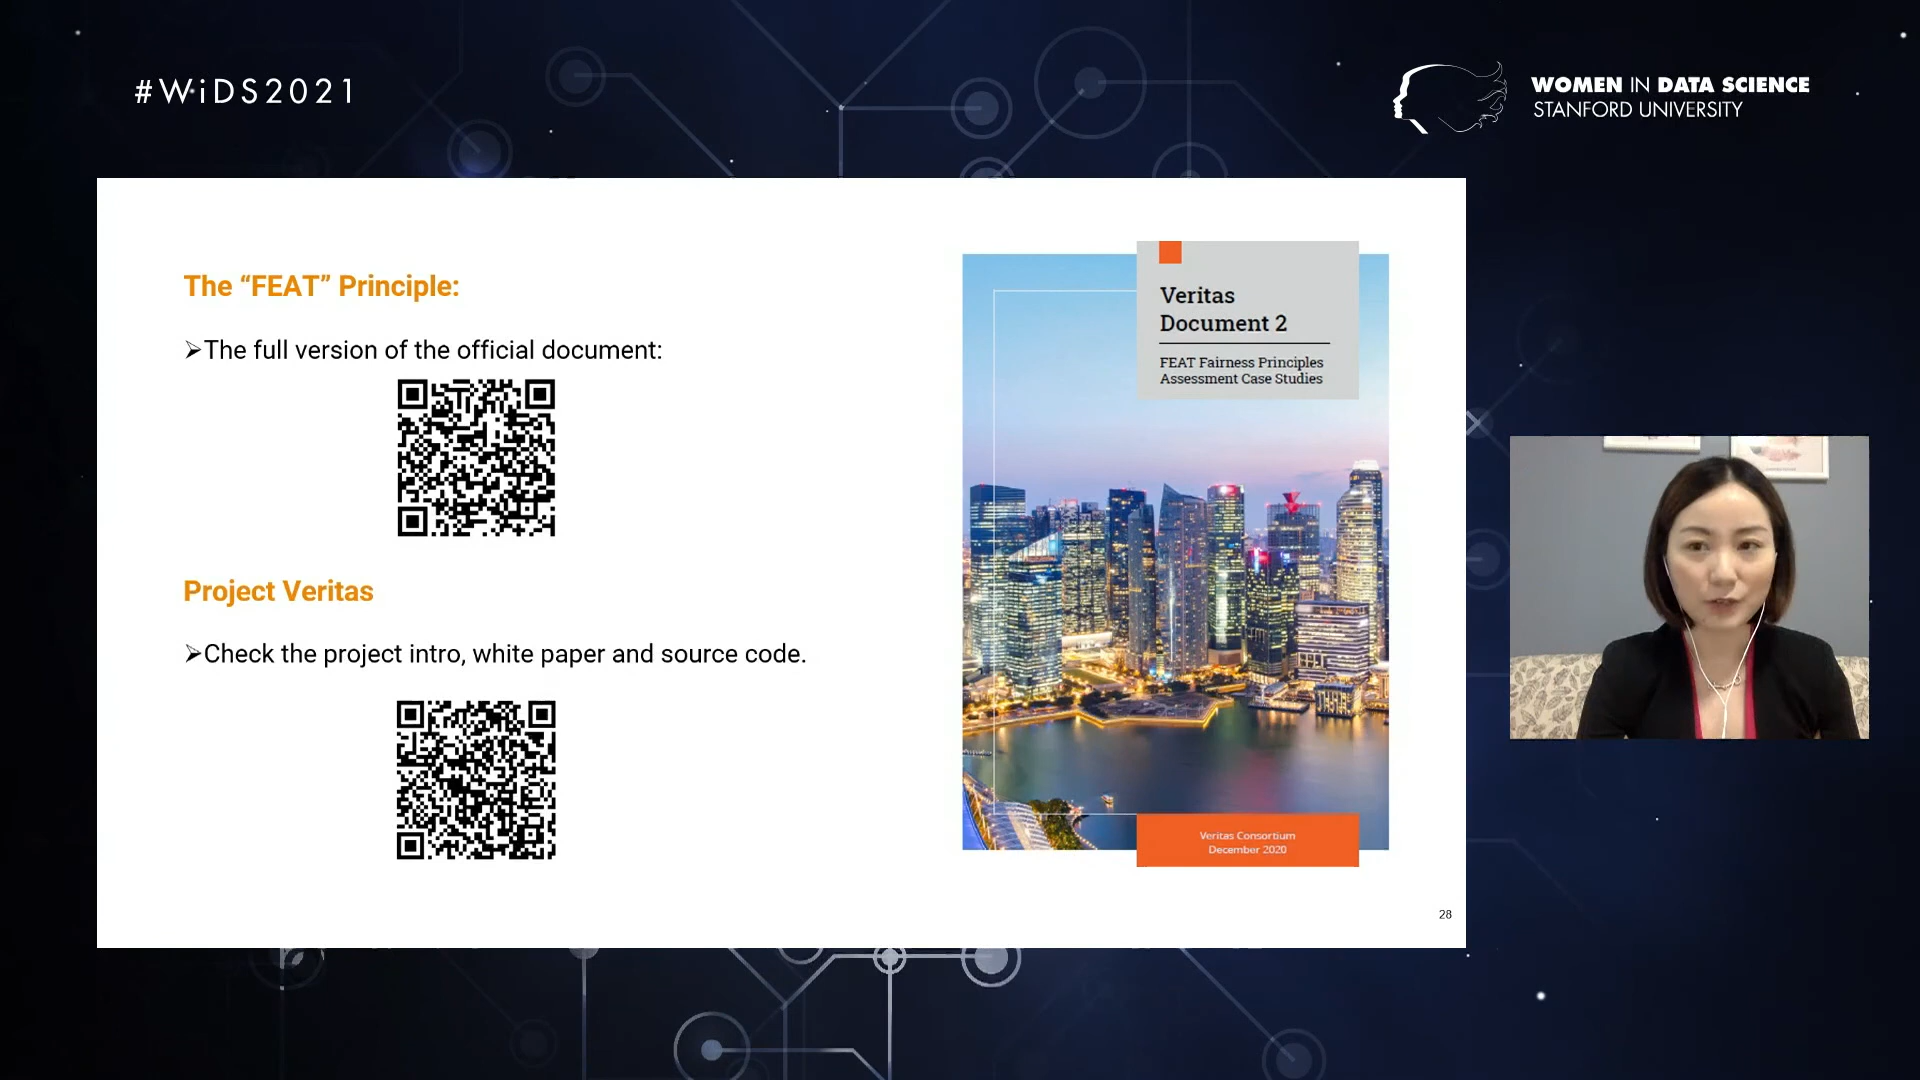 #WiDS2021
WOMEN IN DATA SCIENCE
STANFORD UNIVERSITY
The “FEAT” Principle:
➢The full version of the official document:
Project Veritas
➢Check the project intro, white paper and source code.
Veritas
Document 2
FEAT Fairness Principles
Assessment Case Studies
Veritas Consortium
December 2020
28